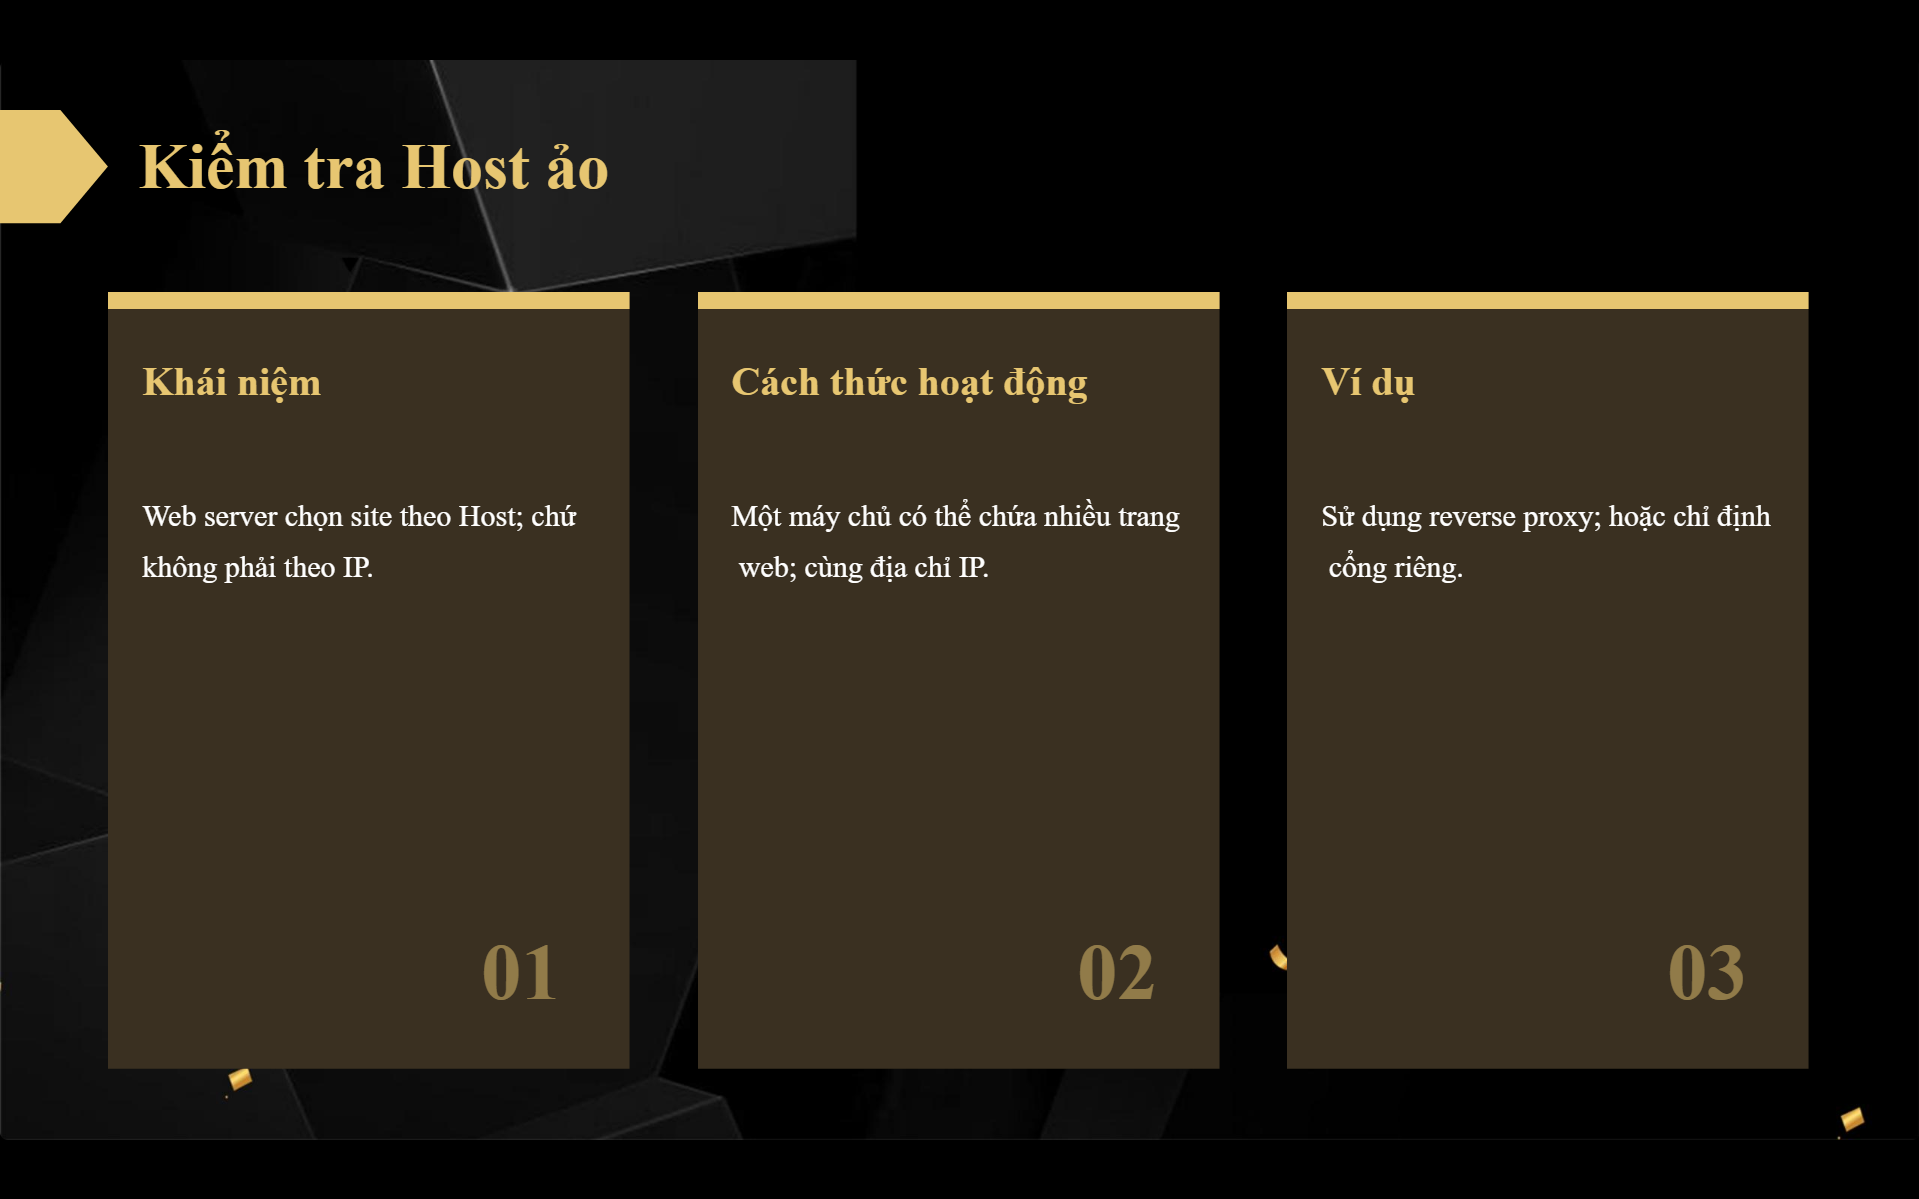 Kiểm tra Host ảo
Khái niệm
Web server chọn site theo Host; chứ
không phải theo IP.
01
Cách thức hoạt động
Một máy chủ có thể chứa nhiều trang
web; cùng địa chỉ IP.
02
Ví dụ
Sử dụng reverse proxy; hoặc chỉ định
cổng riêng.
03